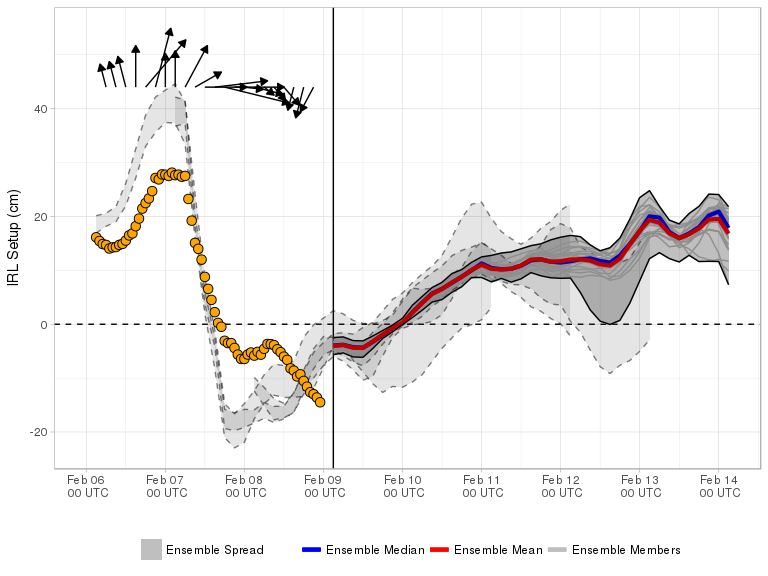 IRL Setup (cm)
40
20
0
-20
Feb 06 Feb 07 Feb 08 Feb 09 Feb 10 Feb 11 Feb 12 Feb 13 Feb 14
00 UTC 00 UTC 00 UTC 00 UTC 00 UTC 00 UTC 00 UTC 00 UTC 00 UTC
Ensemble Spread Ensemble Median Ensemble Mean Ensemble Members